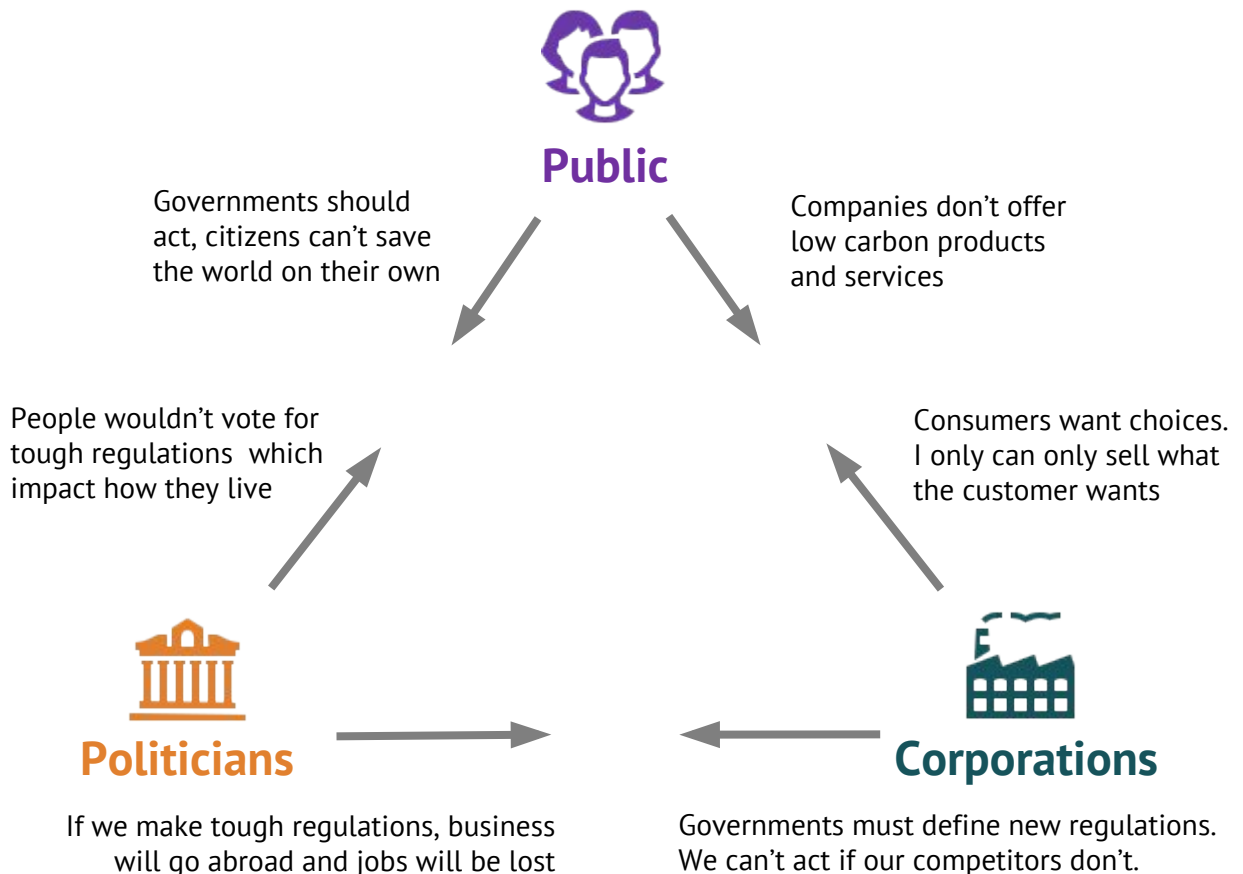 Public
Governments should
act, citizens can’t save
the world on their own
Companies don’t offer
low carbon products
and services
People wouldn’t vote for
tough regulations  which
impact how they live
Consumers want choices.
I only can only sell what
the customer wants
Politicians
Corporations
If we make tough regulations, business
will go abroad and jobs will be lost
Governments must define new regulations.
We can’t act if our competitors don’t.